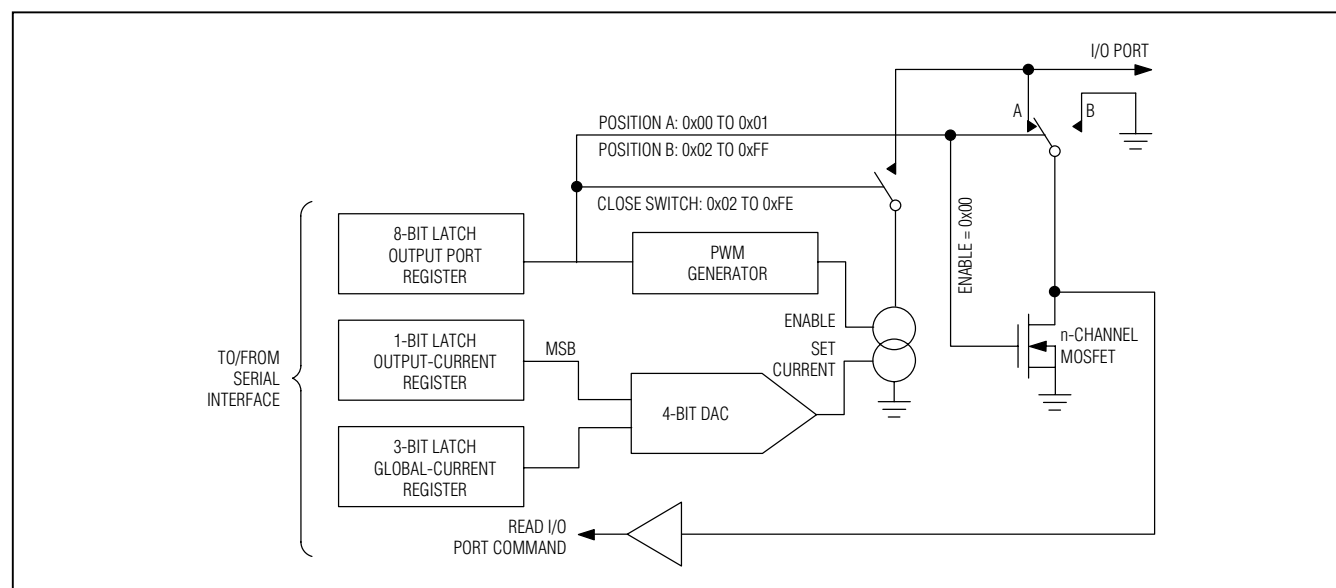 I/O PORT
A
B
POSITION A: 0x00 TO 0x01
POSITION B: 0x02 TO 0xFF
CLOSE SWITCH: 0x02 TO 0xFE
ENABLE = 0x00
8-BIT LATCH
OUTPUT PORT
REGISTER
PWM
GENERATOR
ENABLE
SET
CURRENT
n-CHANNEL
MOSFET
TO/FROM
SERIAL
INTERFACE
1-BIT LATCH
OUTPUT-CURRENT
REGISTER
MSB
4-BIT DAC
3-BIT LATCH
GLOBAL-CURRENT
REGISTER
READ I/O
PORT COMMAND